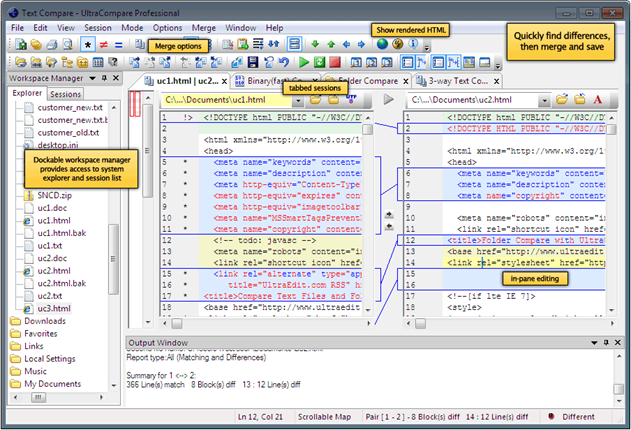 Text Compare - UltraCompare Professional
File Edit View Session Mode Options Merge Window Help
Merge options
Show rendered HTML
Quickly find differences,
then merge and save
Workspace Manager
uc1.html | uc2... Binary(fast) Co... Folder Compare 3-way Text Co...
tabbed sessions
Explorer Sessions
C:\...\Documents\uc1.html
C:\...\Documents\uc2.html
customer_new.txt
customer_new.txt.b
customer_old.txt
desktop.ini
Dockable workspace manager
provides access to system
explorer and session list
SNCD.zip
uc1.doc
uc1.html
uc1.html.bak
uc1.txt
uc2.doc
uc2.html
uc2.html.bak
uc2.txt
uc3.html
Downloads
Favorites
Links
Local Settings
Music
My Documents
1 !> <!DOCTYPE html PUBLIC "-//W3C//D
2
3 <html xmlns="http://www.w3.org/1
4 <head>
5 * <meta name="keywords" content=
6 * <meta name="description" conte
7 * <meta http-equiv="Content-Type
8 * <meta http-equiv="expires" con
9 * <meta http-equiv="imagetoolbar
10 * <meta name="MSSmartTagsPrevent
11 * <meta name="copyright" content
12 <!-- todo: javasc -->
13 <meta name="robots" content="i
14 <link rel="shortcut icon" href
15 * <link rel="alternate" type="app
16 * title="UltraEdit.com RSS" h
17 * <title>Compare Text Files and Fo
18 <base href="http://www.ultraedit
1 <!DOCTYPE html PUBLIC "-//W3C//D
2 <!DOCTYPE HTML PUBLIC "-//W3C//DT
3
4 <html xmlns="http://www.w3.org/19
5 <head>
6 <meta name="keywords" content="
7 <meta name="description" conten
8 <meta name="copyright" content=
9
10 <meta name="robots" content="in
11 <link rel="shortcut icon" href=
12 <title>Folder Compare with UltraE
13 <base href="http://www.ultraedit.
14 <link rel="stylesheet" href="http
15
16
17 <!--[if lte IE 7]>
18 <style>
in-pane editing
Output Window
Report type:All (Matching and Differences)
Summary for 1 <--> 2:
366 Line(s) match 8 Block(s) diff 13 : 12 Line(s) diff
Ln 12, Col 21 Scrollable Map Pair [ 1 - 2 ] - 8 Block(s) diff 14 : 12 Line(s) diff Different